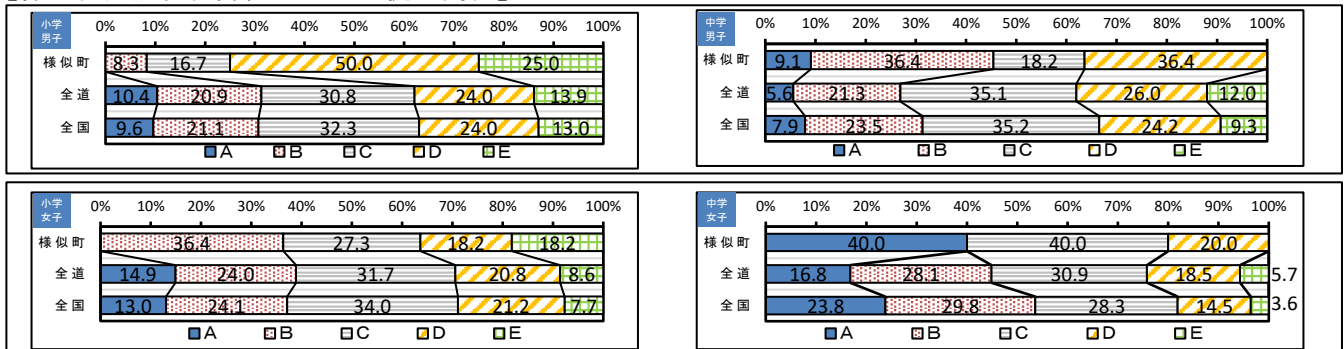 小学
男子
0% 10% 20% 30% 40% 50% 60% 70% 80% 90% 100%
様似町 8.3 16.7 50.0 25.0
全道 10.4 20.9 30.8 24.0 13.9
全国 9.6 21.1 32.3 24.0 13.0
A B C D E
中学
男子
0% 10% 20% 30% 40% 50% 60% 70% 80% 90% 100%
様似町 9.1 36.4 18.2 36.4
全道 5.6 21.3 35.1 26.0 12.0
全国 7.9 23.5 35.2 24.2 9.3
A B C D E
小学
女子
0% 10% 20% 30% 40% 50% 60% 70% 80% 90% 100%
様似町 36.4 27.3 18.2 18.2
全道 14.9 24.0 31.7 20.8 8.6
全国 13.0 24.1 34.0 21.2 7.7
A B C D E
中学
女子
0% 10% 20% 30% 40% 50% 60% 70% 80% 90% 100%
様似町 40.0 40.0 20.0
全道 16.8 28.1 30.9 18.5 5.7
全国 23.8 29.8 28.3 14.5 3.6
A B C D E